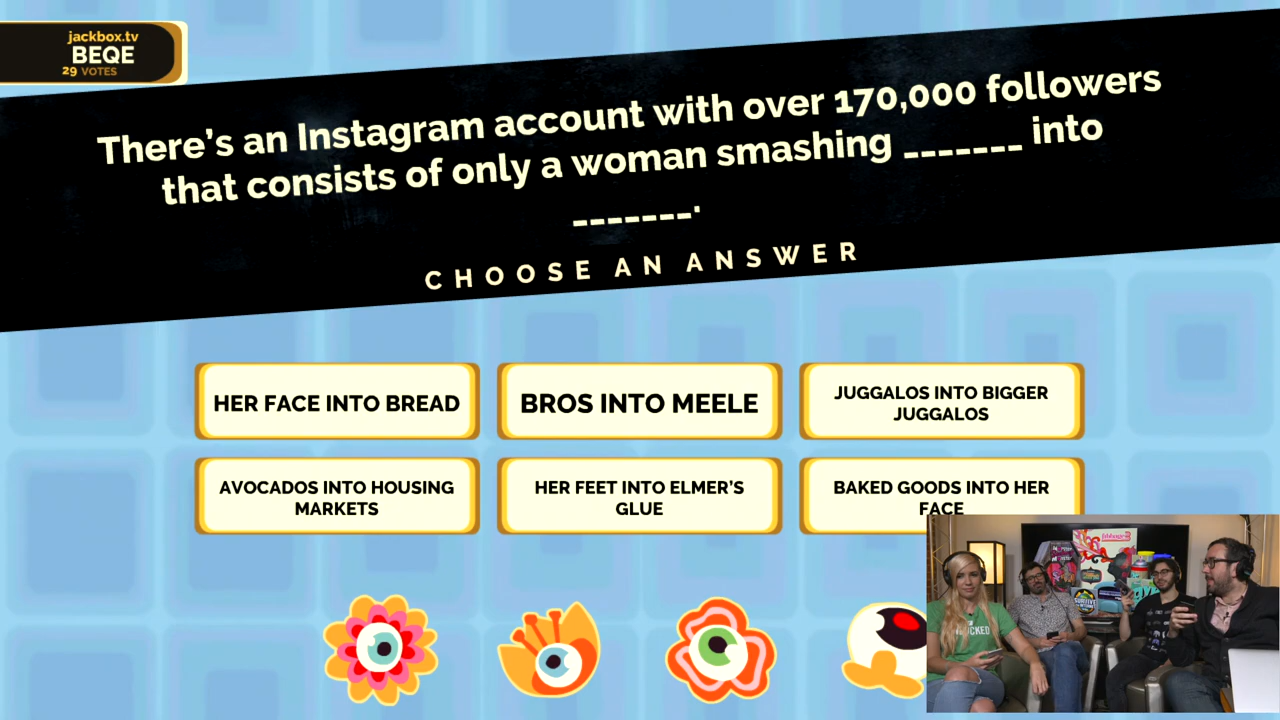 jackbox.tv
BEQE
29 VOTES
There's an Instagram account with over 170,000 followers
that consists of only a woman smashing _______ into
_______.
CHOOSE AN ANSWER
HER FACE INTO BREAD
BROS INTO MEELE
JUGGALOS INTO BIGGER
JUGGALOS
AVOCADOS INTO HOUSING
MARKETS
HER FEET INTO ELMER'S
GLUE
BAKED GOODS INTO HER
FACE